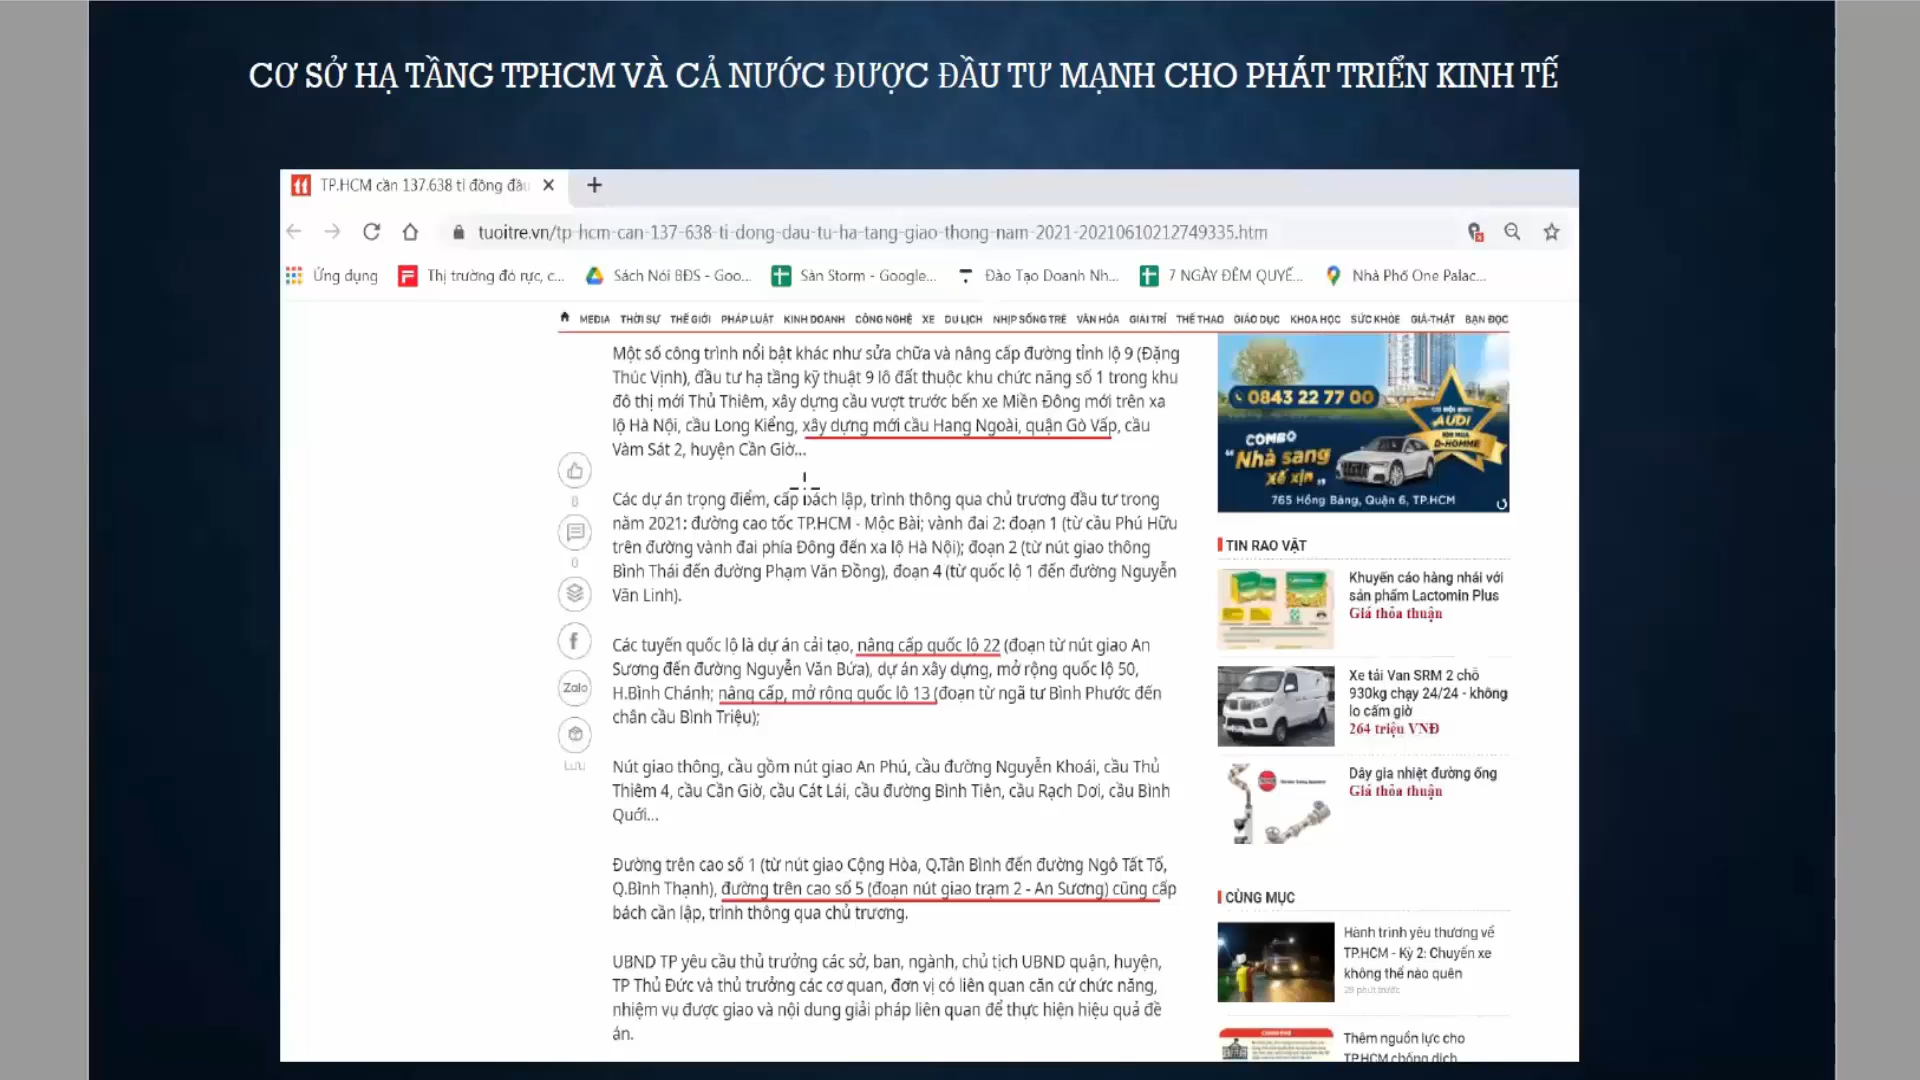 CƠ SỞ HẠ TẦNG TPHCM VÀ CẢ NƯỚC ĐƯỢC ĐẦU TƯ MẠNH CHO PHÁT TRIỂN KINH TẾ
TP.HCM cần 137.638 tỉ đồng đầu
tuoitre.vn/tp-hcm-can-137-638-ti-dong-dau-tu-ha-tang-giao-thong-nam-2021-20210610212749335.htm
Ứng dụng
Thị trường đỏ rực, c...
Sách Nói BĐS - Goo...
Sàn Storm - Google...
Đào Tạo Doanh Nh...
7 NGÀY ĐÊM QUYẾ...
Nhà Phố One Palac...
MEDIA THỜI SỰ THẾ GIỚI PHÁP LUẬT KINH DOANH CÔNG NGHỆ XE DU LỊCH NHỊP SỐNG TRẺ VĂN HÓA GIẢI TRÍ THỂ THAO GIÁO DỤC KHOA HỌC SỨC KHỎE GIẢ-THẬT BẠN ĐỌC
Một số công trình nổi bật khác như sửa chữa và nâng cấp đường tỉnh lộ 9 (Đặng
Thúc Vịnh), đầu tư hạ tầng kỹ thuật 9 lô đất thuộc khu chức năng số 1 trong khu
đô thị mới Thủ Thiêm, xây dựng cầu vượt trước bến xe Miền Đông mới trên xa
lộ Hà Nội, cầu Long Kiểng, xây dựng mới cầu Hang Ngoài, quận Gò Vấp, cầu
Vàm Sát 2, huyện Cần Giờ...
Các dự án trọng điểm, cấp bách lập, trình thông qua chủ trương đầu tư trong
năm 2021: đường cao tốc TP.HCM - Mộc Bài; vành đai 2: đoạn 1 (từ cầu Phú Hữu
trên đường vành đai phía Đông đến xa lộ Hà Nội); đoạn 2 (từ nút giao thông
Bình Thái đến đường Phạm Văn Đồng), đoạn 4 (từ quốc lộ 1 đến đường Nguyễn
Văn Linh).
Các tuyến quốc lộ là dự án cải tạo, nâng cấp quốc lộ 22 (đoạn từ nút giao An
Sương đến đường Nguyễn Văn Bứa), dự án xây dựng, mở rộng quốc lộ 50,
H.Bình Chánh; nâng cấp, mở rộng quốc lộ 13 (đoạn từ ngã tư Bình Phước đến
chân cầu Bình Triệu);
Nút giao thông, cầu gồm nút giao An Phú, cầu đường Nguyễn Khoái, cầu Thủ
Thiêm 4, cầu Cần Giờ, cầu Cát Lái, cầu đường Bình Tiên, cầu Rạch Dơi, cầu Bình
Quới...
Đường trên cao số 1 (từ nút giao Cộng Hòa, Q.Tân Bình đến đường Ngô Tất Tố,
Q.Bình Thạnh), đường trên cao số 5 (đoạn nút giao trạm 2 - An Sương) cũng cấp
bách cần lập, trình thông qua chủ trương.
UBND TP yêu cầu thủ trưởng các sở, ban, ngành, chủ tịch UBND quận, huyện,
TP Thủ Đức và thủ trưởng các cơ quan, đơn vị có liên quan căn cứ chức năng,
nhiệm vụ được giao và nội dung giải pháp liên quan để thực hiện hiệu quả đề
án.
8
0
f
Zalo
Lưu
0843 22 77 00
CƠ HỘI RINH
AUDI
KHI MUA
D-HOMME
COMBO
"Nhà sang
Xế xịn"
765 Hồng Bàng, Quận 6, TP.HCM
TIN RAO VẶT
Khuyến cáo hàng nhái với
sản phẩm Lactomin Plus
Giá thỏa thuận
Xe tải Van SRM 2 chỗ
930kg chạy 24/24 - không
lo cấm giờ
264 triệu VNĐ
Dây gia nhiệt đường ống
Giá thỏa thuận
CÙNG MỤC
Hành trình yêu thương về
TP.HCM - Kỳ 2: Chuyến xe
không thể nào quên
29 phút trước
Thêm nguồn lực cho
TP.HCM chống dịch